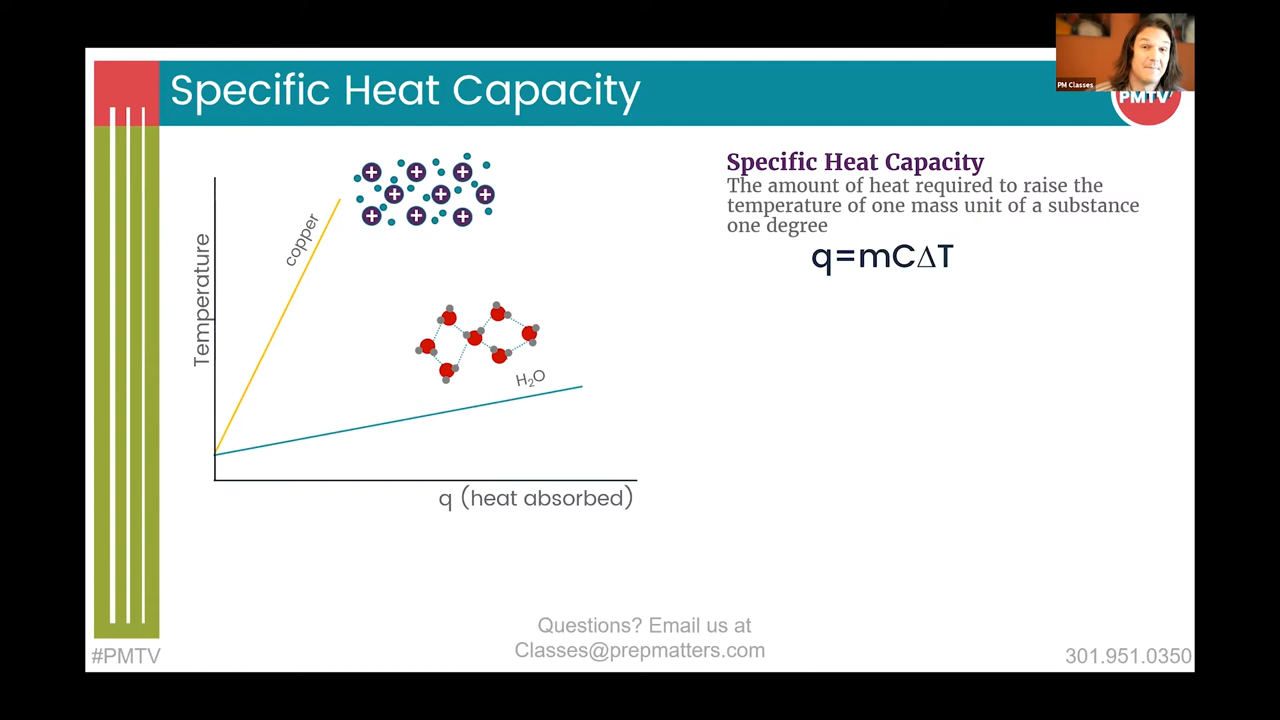 Specific Heat Capacity
PM Classes
PMTV
Specific Heat Capacity
The amount of heat required to raise the
temperature of one mass unit of a substance
one degree
q=mCΔT
Temperature
copper
+ + +
+ + +
+ + +
H₂O
q (heat absorbed)
Questions? Email us at
Classes@prepmatters.com
#PMTV
301.951.0350